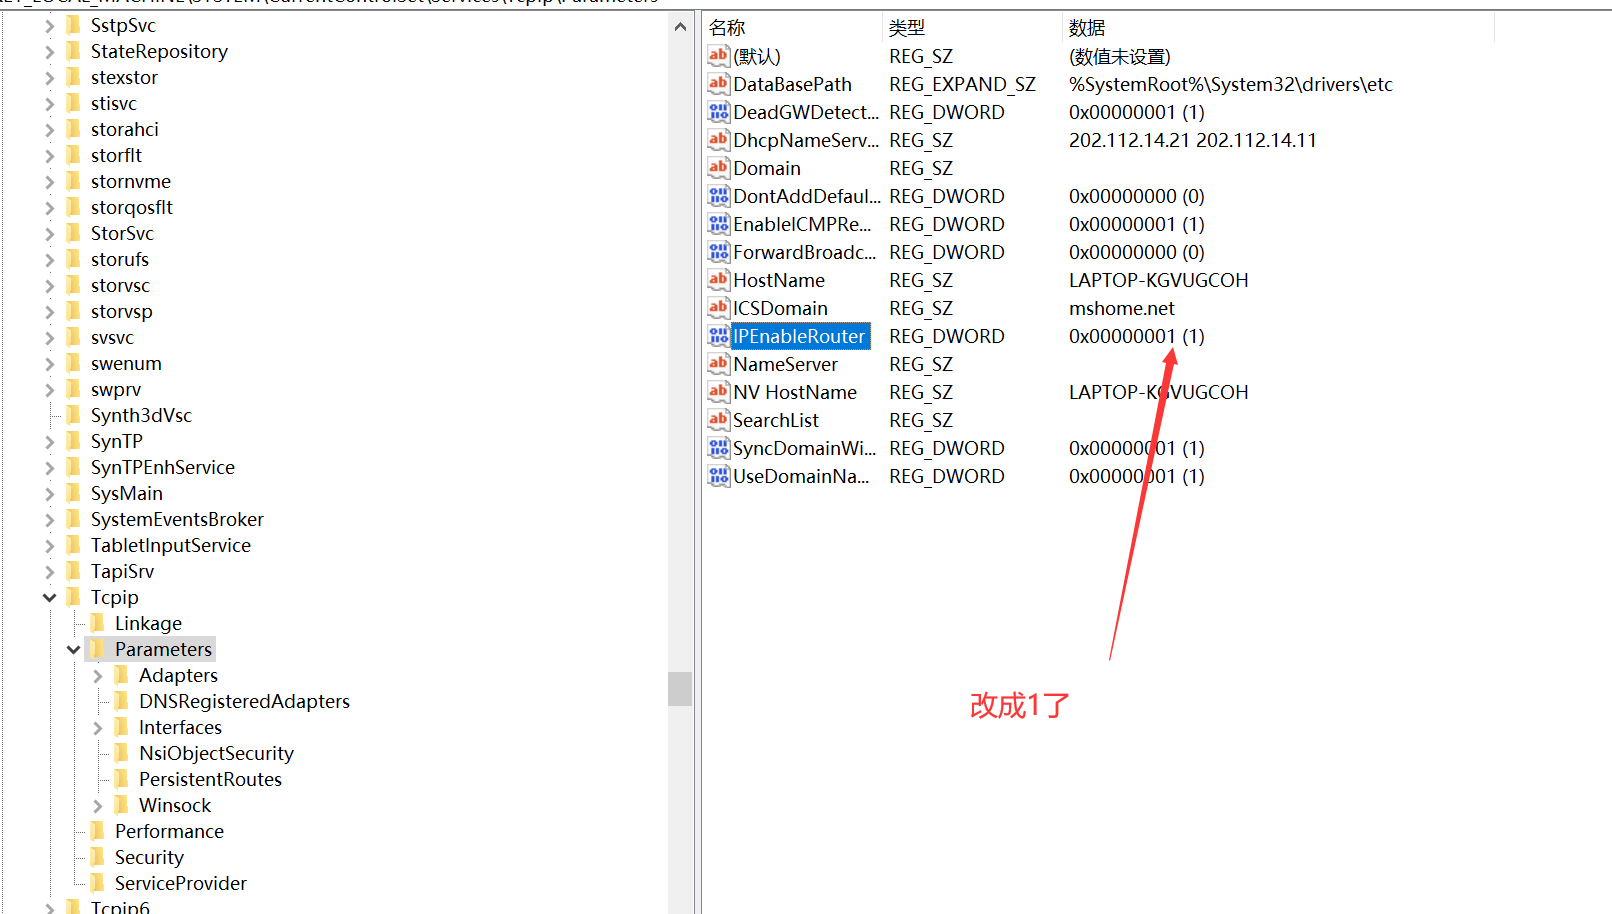 SstpSvc
StateRepository
stexstor
stisvc
storahci
storflt
stornvme
storqosflt
StorSvc
storufs
storvsc
storvsp
svsvc
swenum
swprv
Synth3dVsc
SynTP
SynTPEnhService
SysMain
SystemEventsBroker
TabletInputService
TapiSrv
Tcpip
Linkage
Parameters
Adapters
DNSRegisteredAdapters
Interfaces
NsiObjectSecurity
PersistentRoutes
Winsock
Performance
Security
ServiceProvider
Tcpip6
名称 类型 数据
(默认) REG_SZ (数值未设置)
DataBasePath REG_EXPAND_SZ %SystemRoot%\System32\drivers\etc
DeadGWDetect... REG_DWORD 0x00000001 (1)
DhcpNameServ... REG_SZ 202.112.14.21 202.112.14.11
Domain REG_SZ
DontAddDefaul... REG_DWORD 0x00000000 (0)
EnableICMPRe... REG_DWORD 0x00000001 (1)
ForwardBroadc... REG_DWORD 0x00000000 (0)
HostName REG_SZ LAPTOP-KGVUGCOH
ICSDomain REG_SZ mshome.net
IPEnableRouter REG_DWORD 0x00000001 (1)
NameServer REG_SZ
NV HostName REG_SZ LAPTOP-KGVUGCOH
SearchList REG_SZ
SyncDomainWi... REG_DWORD 0x00000001 (1)
UseDomainNa... REG_DWORD 0x00000001 (1)
改成1了